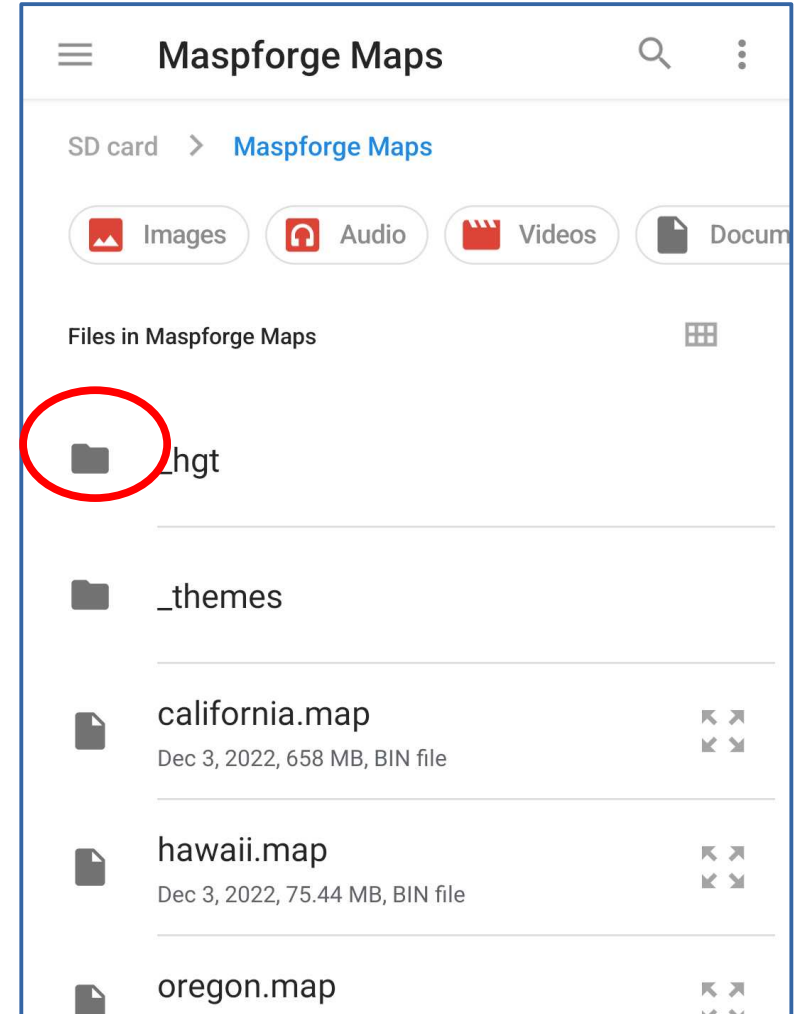 Maspforge Maps
SD card > Maspforge Maps
Images Audio Videos Docum
Files in Maspforge Maps
_hgt
_themes
california.map
Dec 3, 2022, 658 MB, BIN file
hawaii.map
Dec 3, 2022, 75.44 MB, BIN file
oregon.map